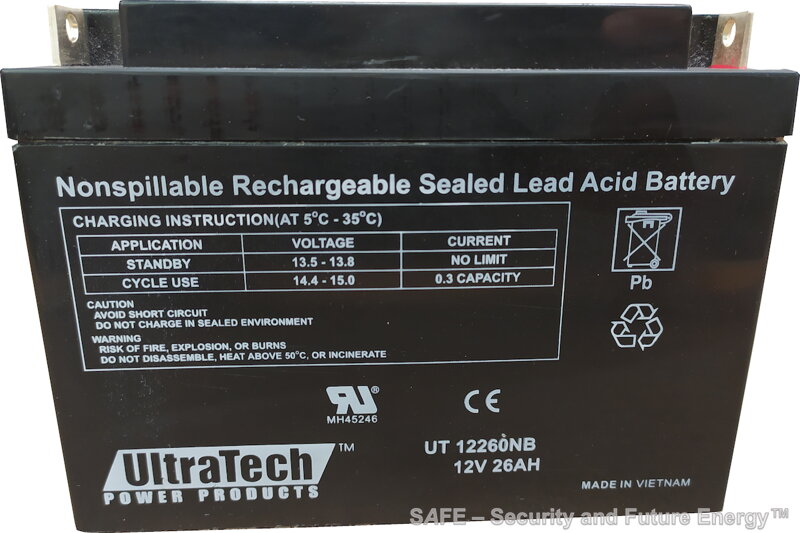 Nonspillable Rechargeable Sealed Lead Acid Battery
CHARGING INSTRUCTION(AT 5°C - 35°C)
APPLICATION VOLTAGE CURRENT
STANDBY 13.5 - 13.8 NO LIMIT
CYCLE USE 14.4 - 15.0 0.3 CAPACITY
CAUTION
AVOID SHORT CIRCUIT
DO NOT CHARGE IN SEALED ENVIRONMENT
WARNING
RISK OF FIRE, EXPLOSION, OR BURNS
DO NOT DISASSEMBLE, HEAT ABOVE 50°C, OR INCINERATE
Pb
RU®
MH45246
CE
UltraTech™
POWER PRODUCTS
UT 12260NB
12V 26AH
MADE IN VIETNAM
SAFE – Security and Future Energy™